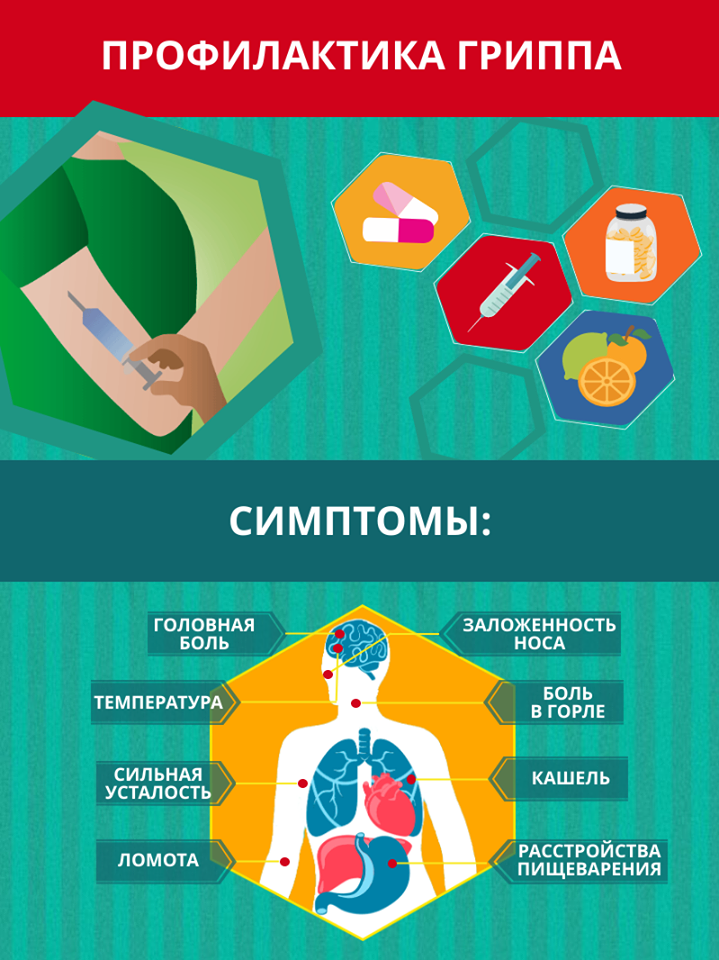 ПРОФИЛАКТИКА ГРИППА
СИМПТОМЫ:
ГОЛОВНАЯ
БОЛЬ
ЗАЛОЖЕННОСТЬ
НОСА
ТЕМПЕРАТУРА
БОЛЬ
В ГОРЛЕ
СИЛЬНАЯ
УСТАЛОСТЬ
КАШЕЛЬ
ЛОМОТА
РАССТРОЙСТВА
ПИЩЕВАРЕНИЯ